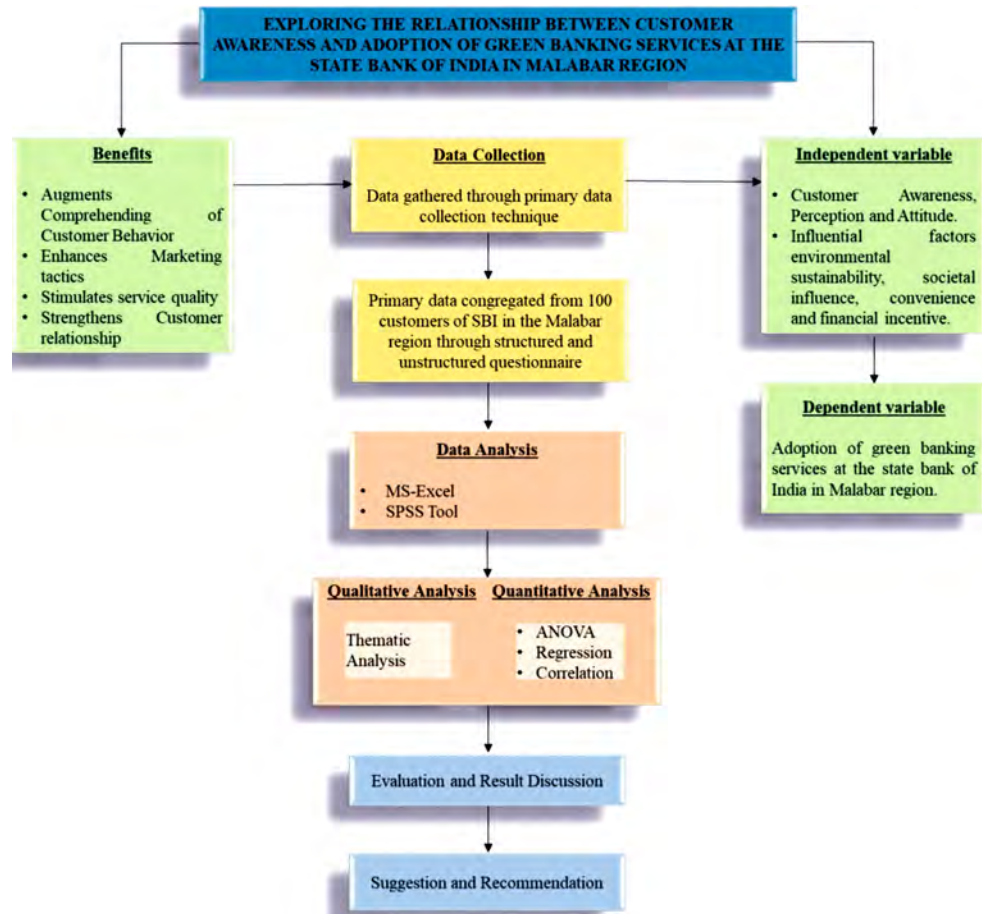 EXPLORING THE RELATIONSHIP BETWEEN CUSTOMER
AWARENESS AND ADOPTION OF GREEN BANKING SERVICES AT THE
STATE BANK OF INDIA IN MALABAR REGION
Benefits
• Augments
Comprehending of
Customer Behavior
• Enhances Marketing
tactics
• Stimulates service quality
• Strengthens Customer
relationship
Data Collection
Data gathered through primary data
collection technique
Primary data congregated from 100
customers of SBI in the Malabar
region through structured and
unstructured questionnaire
Independent variable
• Customer Awareness,
Perception and Attitude.
• Influential factors
environmental
sustainability, societal
influence, convenience
and financial incentive.
Dependent variable
Adoption of green banking
services at the state bank of
India in Malabar region.
Data Analysis
• MS-Excel
• SPSS Tool
Qualitative Analysis
Thematic
Analysis
Quantitative Analysis
• ANOVA
• Regression
• Correlation
Evaluation and Result Discussion
Suggestion and Recommendation